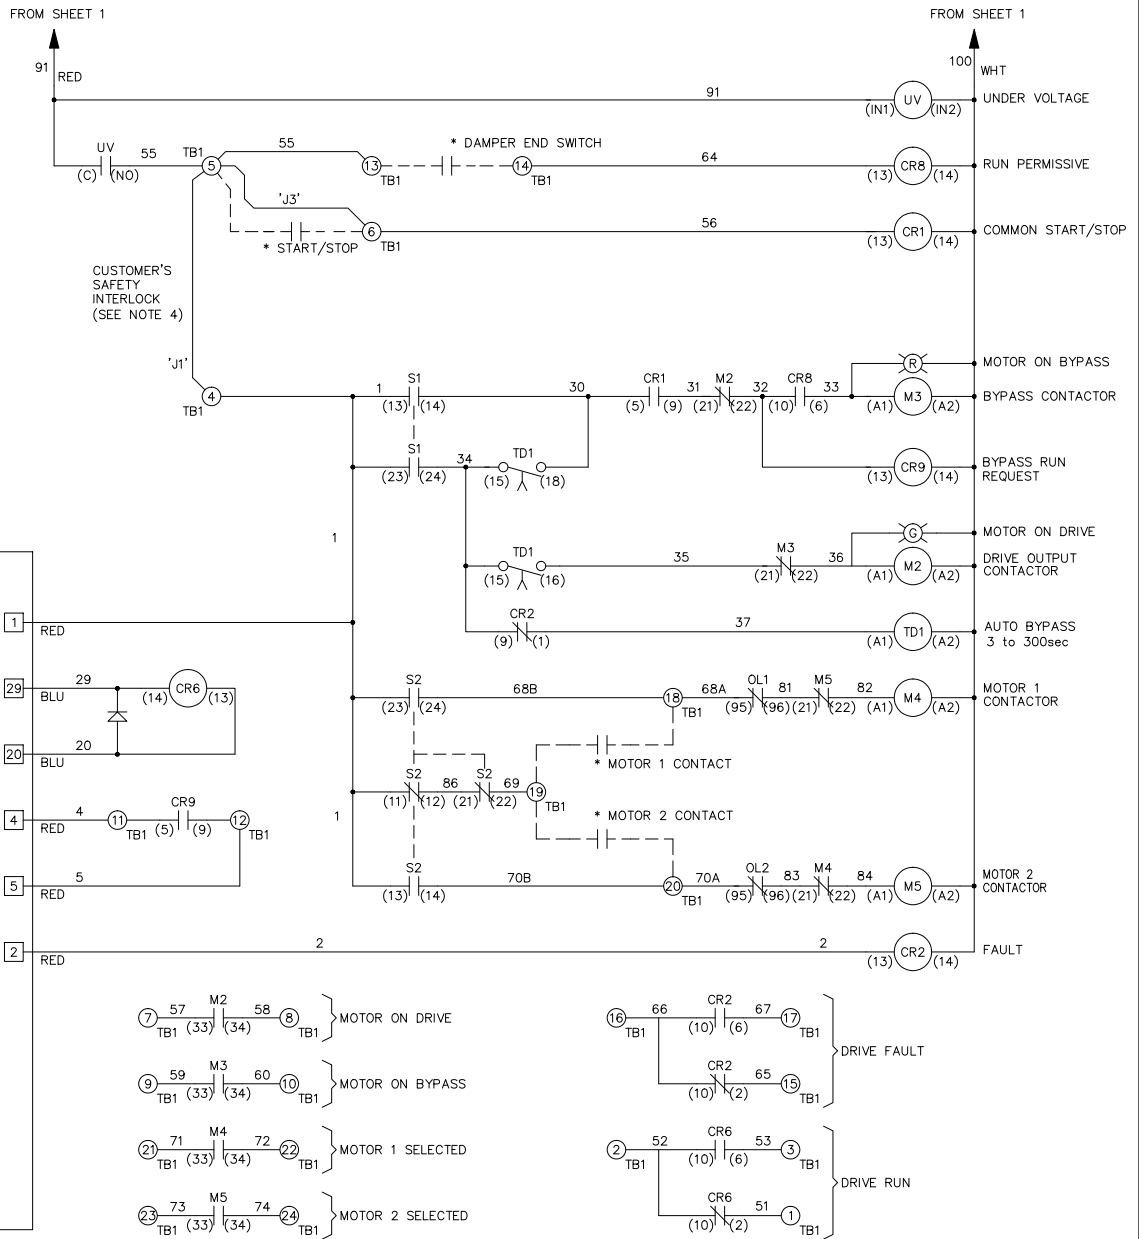 FROM SHEET 1 FROM SHEET 1
91 RED 100 WHT
91 (IN1) UV (IN2) UNDER VOLTAGE
UV 55 TB1 5 55 13 TB1 * DAMPER END SWITCH 14 TB1 64 CR8 RUN PERMISSIVE
(C) (NO) (13) (14)
'J3'
* START/STOP 6 TB1 56 CR1 COMMON START/STOP
(13) (14)
CUSTOMER'S
SAFETY
INTERLOCK
(SEE NOTE 4)
'J1'
R MOTOR ON BYPASS
4 TB1 1 S1 30 CR1 31 M2 32 CR8 33 M3 BYPASS CONTACTOR
(13) (14) (5) (9) (21) (22) (10) (6) (A1) (A2)
S1 34 TD1 CR9 BYPASS RUN
REQUEST
(23) (24) (15) (18) (13) (14)
1
G MOTOR ON DRIVE
TD1 35 M3 36 M2 DRIVE OUTPUT
CONTACTOR
(15) (16) (21) (22) (A1) (A2)
1 RED
CR2 37 TD1 AUTO BYPASS
3 to 300sec
(9) (1) (A1) (A2)
29 BLU 29 CR6
(14) (13)
S2 68B 18 TB1 68A OL1 81 M5 82 M4 MOTOR 1
CONTACTOR
(23) (24) (95) (96) (21) (22) (A1) (A2)
20 BLU 20
* MOTOR 1 CONTACT
S2 86 S2 69 19 TB1
(11) (12) (21) (22)
* MOTOR 2 CONTACT
4 RED 4 11 TB1 CR9 12 TB1
(5) (9)
1
5 RED 5
S2 70B 20 TB1 70A OL2 83 M4 84 M5 MOTOR 2
CONTACTOR
(13) (14) (95) (96) (21) (22) (A1) (A2)
2 RED 2 2 CR2 FAULT
(13) (14)
7 TB1 57 M2 58 8 TB1 MOTOR ON DRIVE
(33) (34)
9 TB1 59 M3 60 10 TB1 MOTOR ON BYPASS
(33) (34)
21 TB1 71 M4 72 22 TB1 MOTOR 1 SELECTED
(33) (34)
23 TB1 73 M5 74 24 TB1 MOTOR 2 SELECTED
(33) (34)
16 TB1 66 CR2 67 17 TB1
(10) (6)
DRIVE FAULT
CR2 65 15 TB1
(10) (2)
2 TB1 52 CR6 53 3 TB1
(10) (6)
DRIVE RUN
CR6 51 1 TB1
(10) (2)